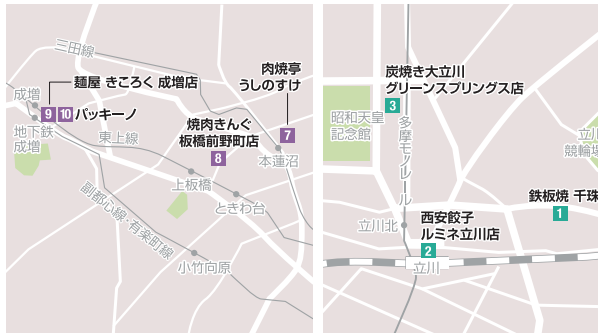 三田線
麺屋 きころく 成増店
成増
9 10 パッキーノ
地下鉄
成増
東上線
肉焼亭
うしのすけ
7
本蓮沼
焼肉きんぐ
板橋前野町店
8
上板橋
ときわ台
副都心線・有楽町線
小竹向原
炭焼き大立川
グリーンスプリングス店
3
昭和天皇
記念館
多摩モノレール
立川
競輪場
鉄板焼 千珠
1
立川北
西安餃子
ルミネ立川店
2
立川